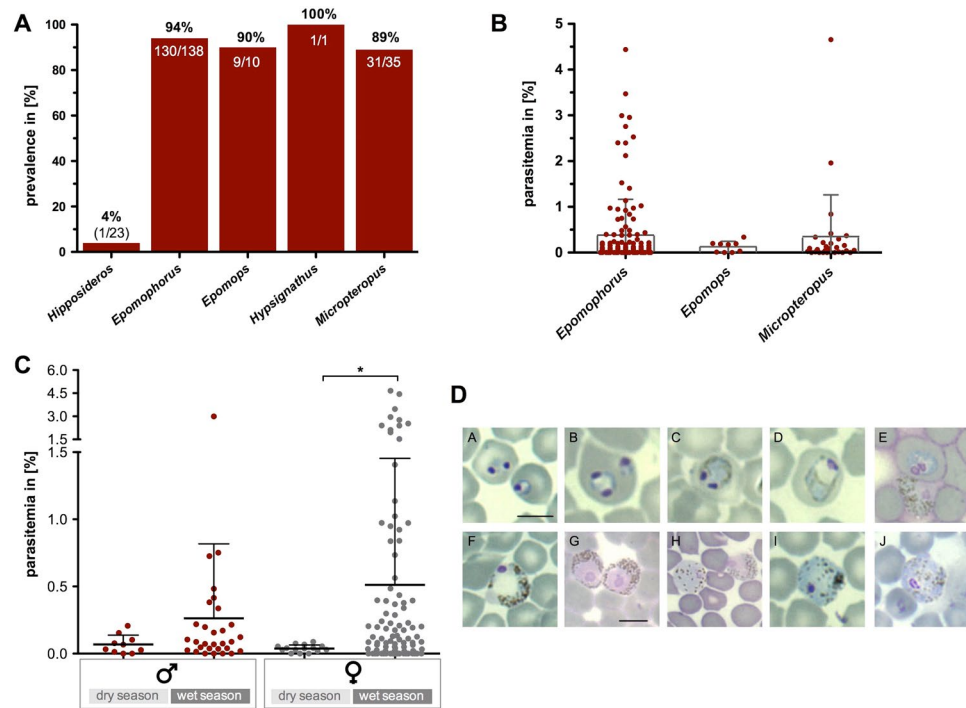 A
prevalence in [%]
100
80
60
40
20
0
4%
(1/23)
94%
130/138
90%
9/10
100%
1/1
89%
31/35
Hipposideros
Epomophorus
Epomops
Hypsignathus
Micropteropus
B
parasitemia in [%]
5
4
3
2
1
0
Epomophorus
Epomops
Micropteropus
C
parasitemia in [%]
6.0
4.5
3.0
1.5
1.5
1.0
0.5
0.0
*
♂
dry season wet season
♀
dry season wet season
D
A B C D E
F G H I J